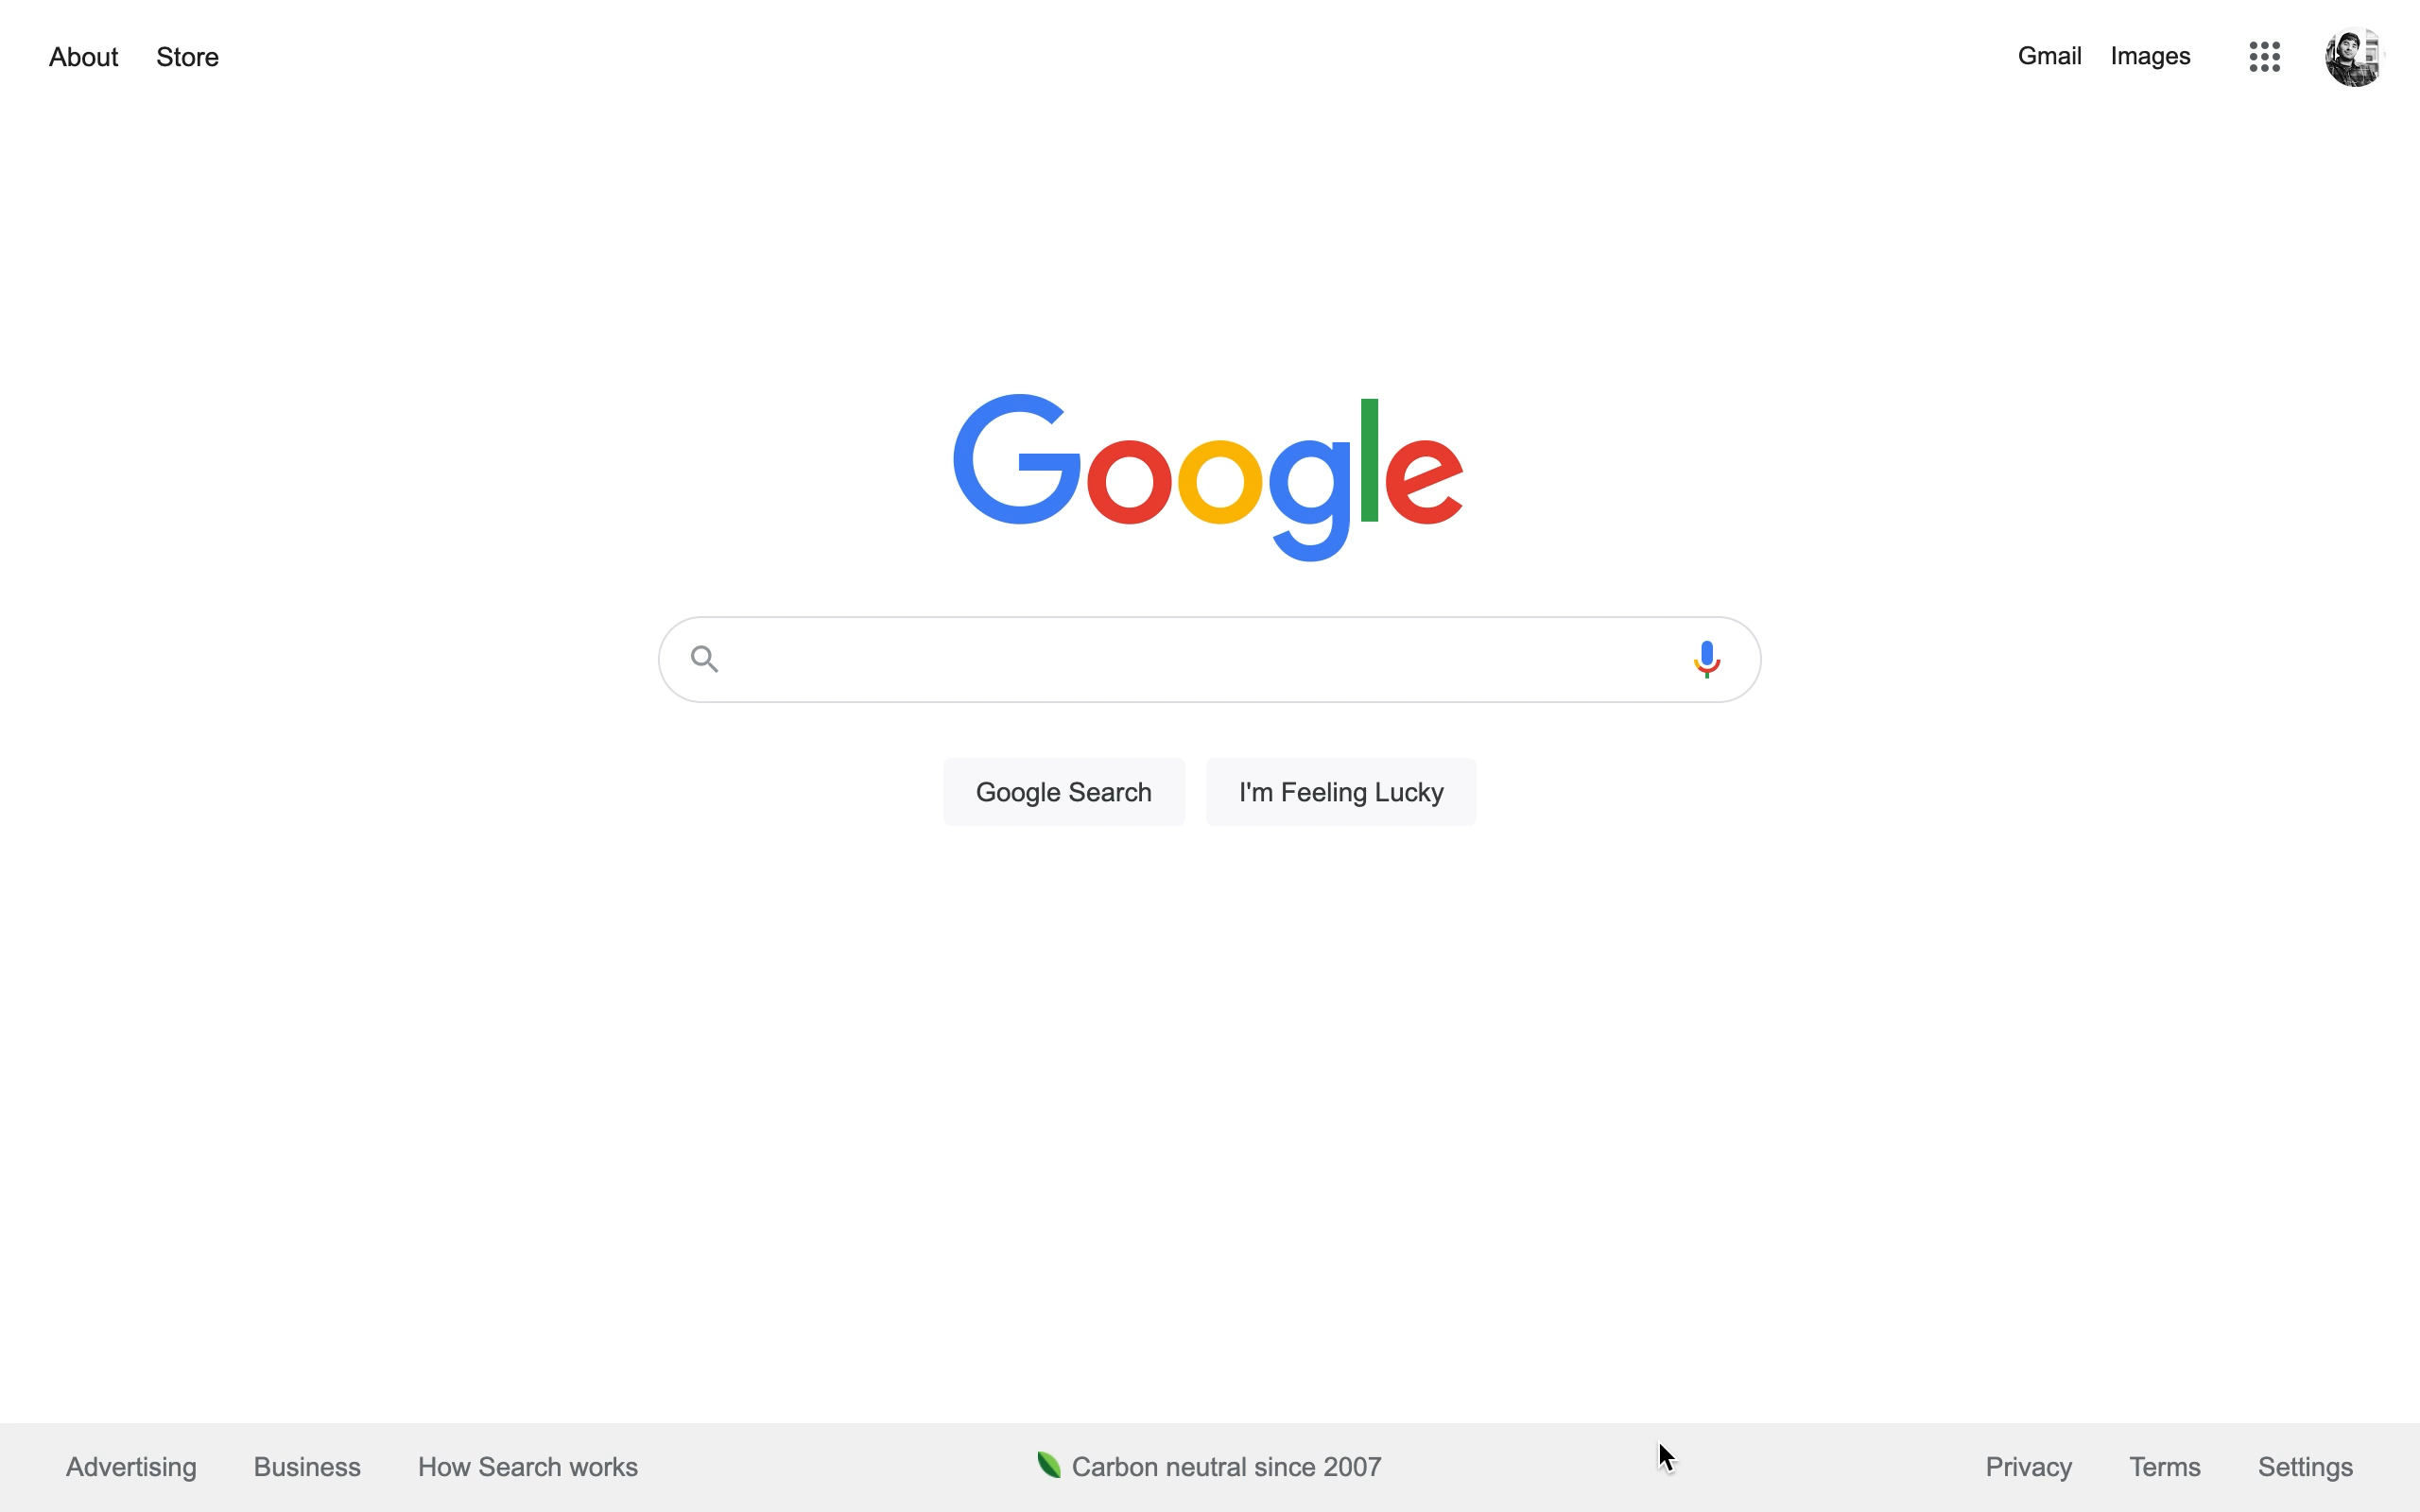 About Store Gmail Images
Google
Google Search I'm Feeling Lucky
Advertising Business How Search works Carbon neutral since 2007 Privacy Terms Settings